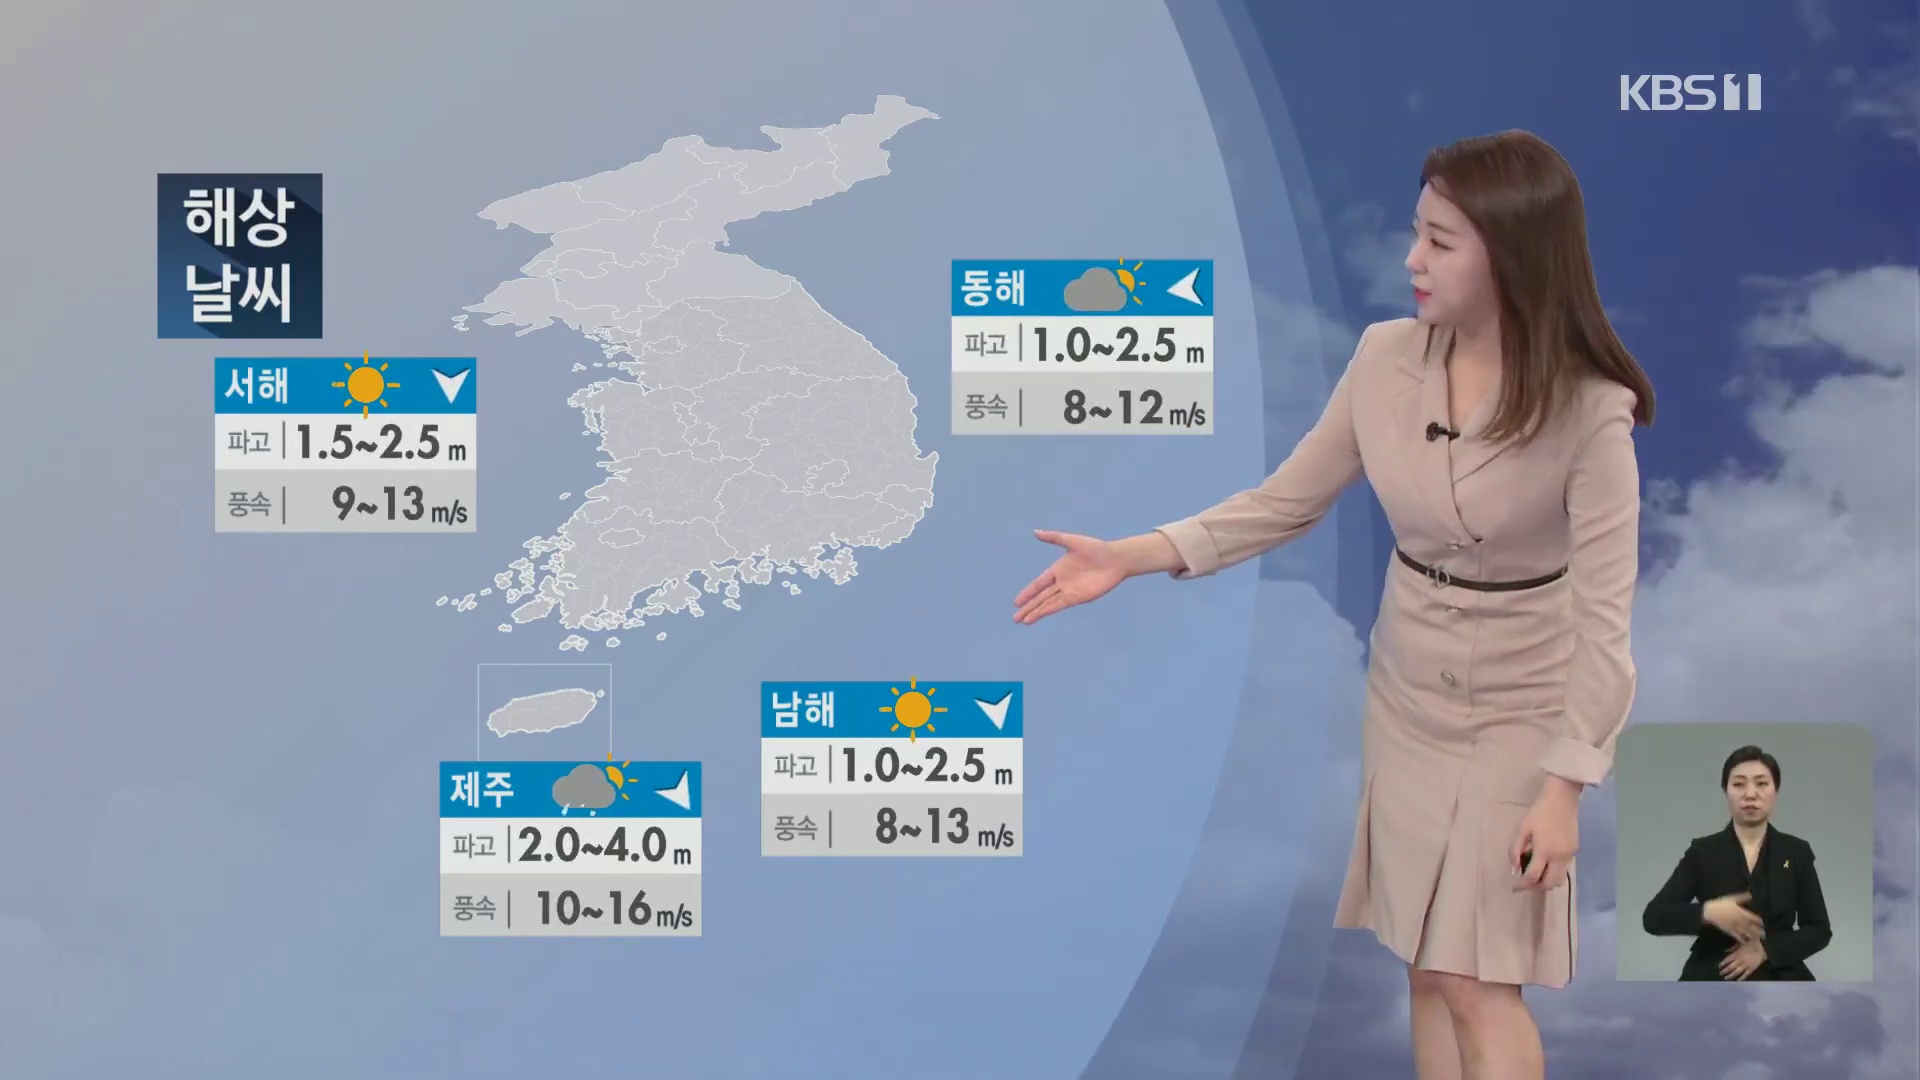 KBS 1
해상
날씨
동해
파고 1.0~2.5 m
풍속 8~12 m/s
서해
파고 1.5~2.5 m
풍속 9~13 m/s
남해
파고 1.0~2.5 m
풍속 8~13 m/s
제주
파고 2.0~4.0 m
풍속 10~16 m/s